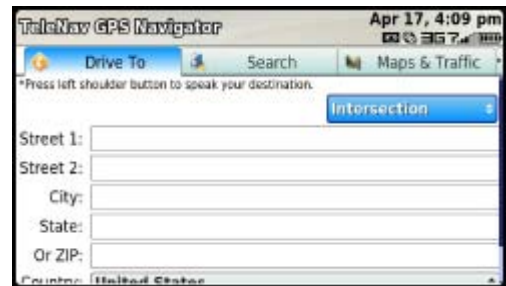 TeleNav GPS Navigator
Apr 17, 4:09 pm
3G
Drive To Search Maps & Traffic
*Press left shoulder button to speak your destination.
Intersection
Street 1:
Street 2:
City:
State:
Or ZIP:
Country: United States